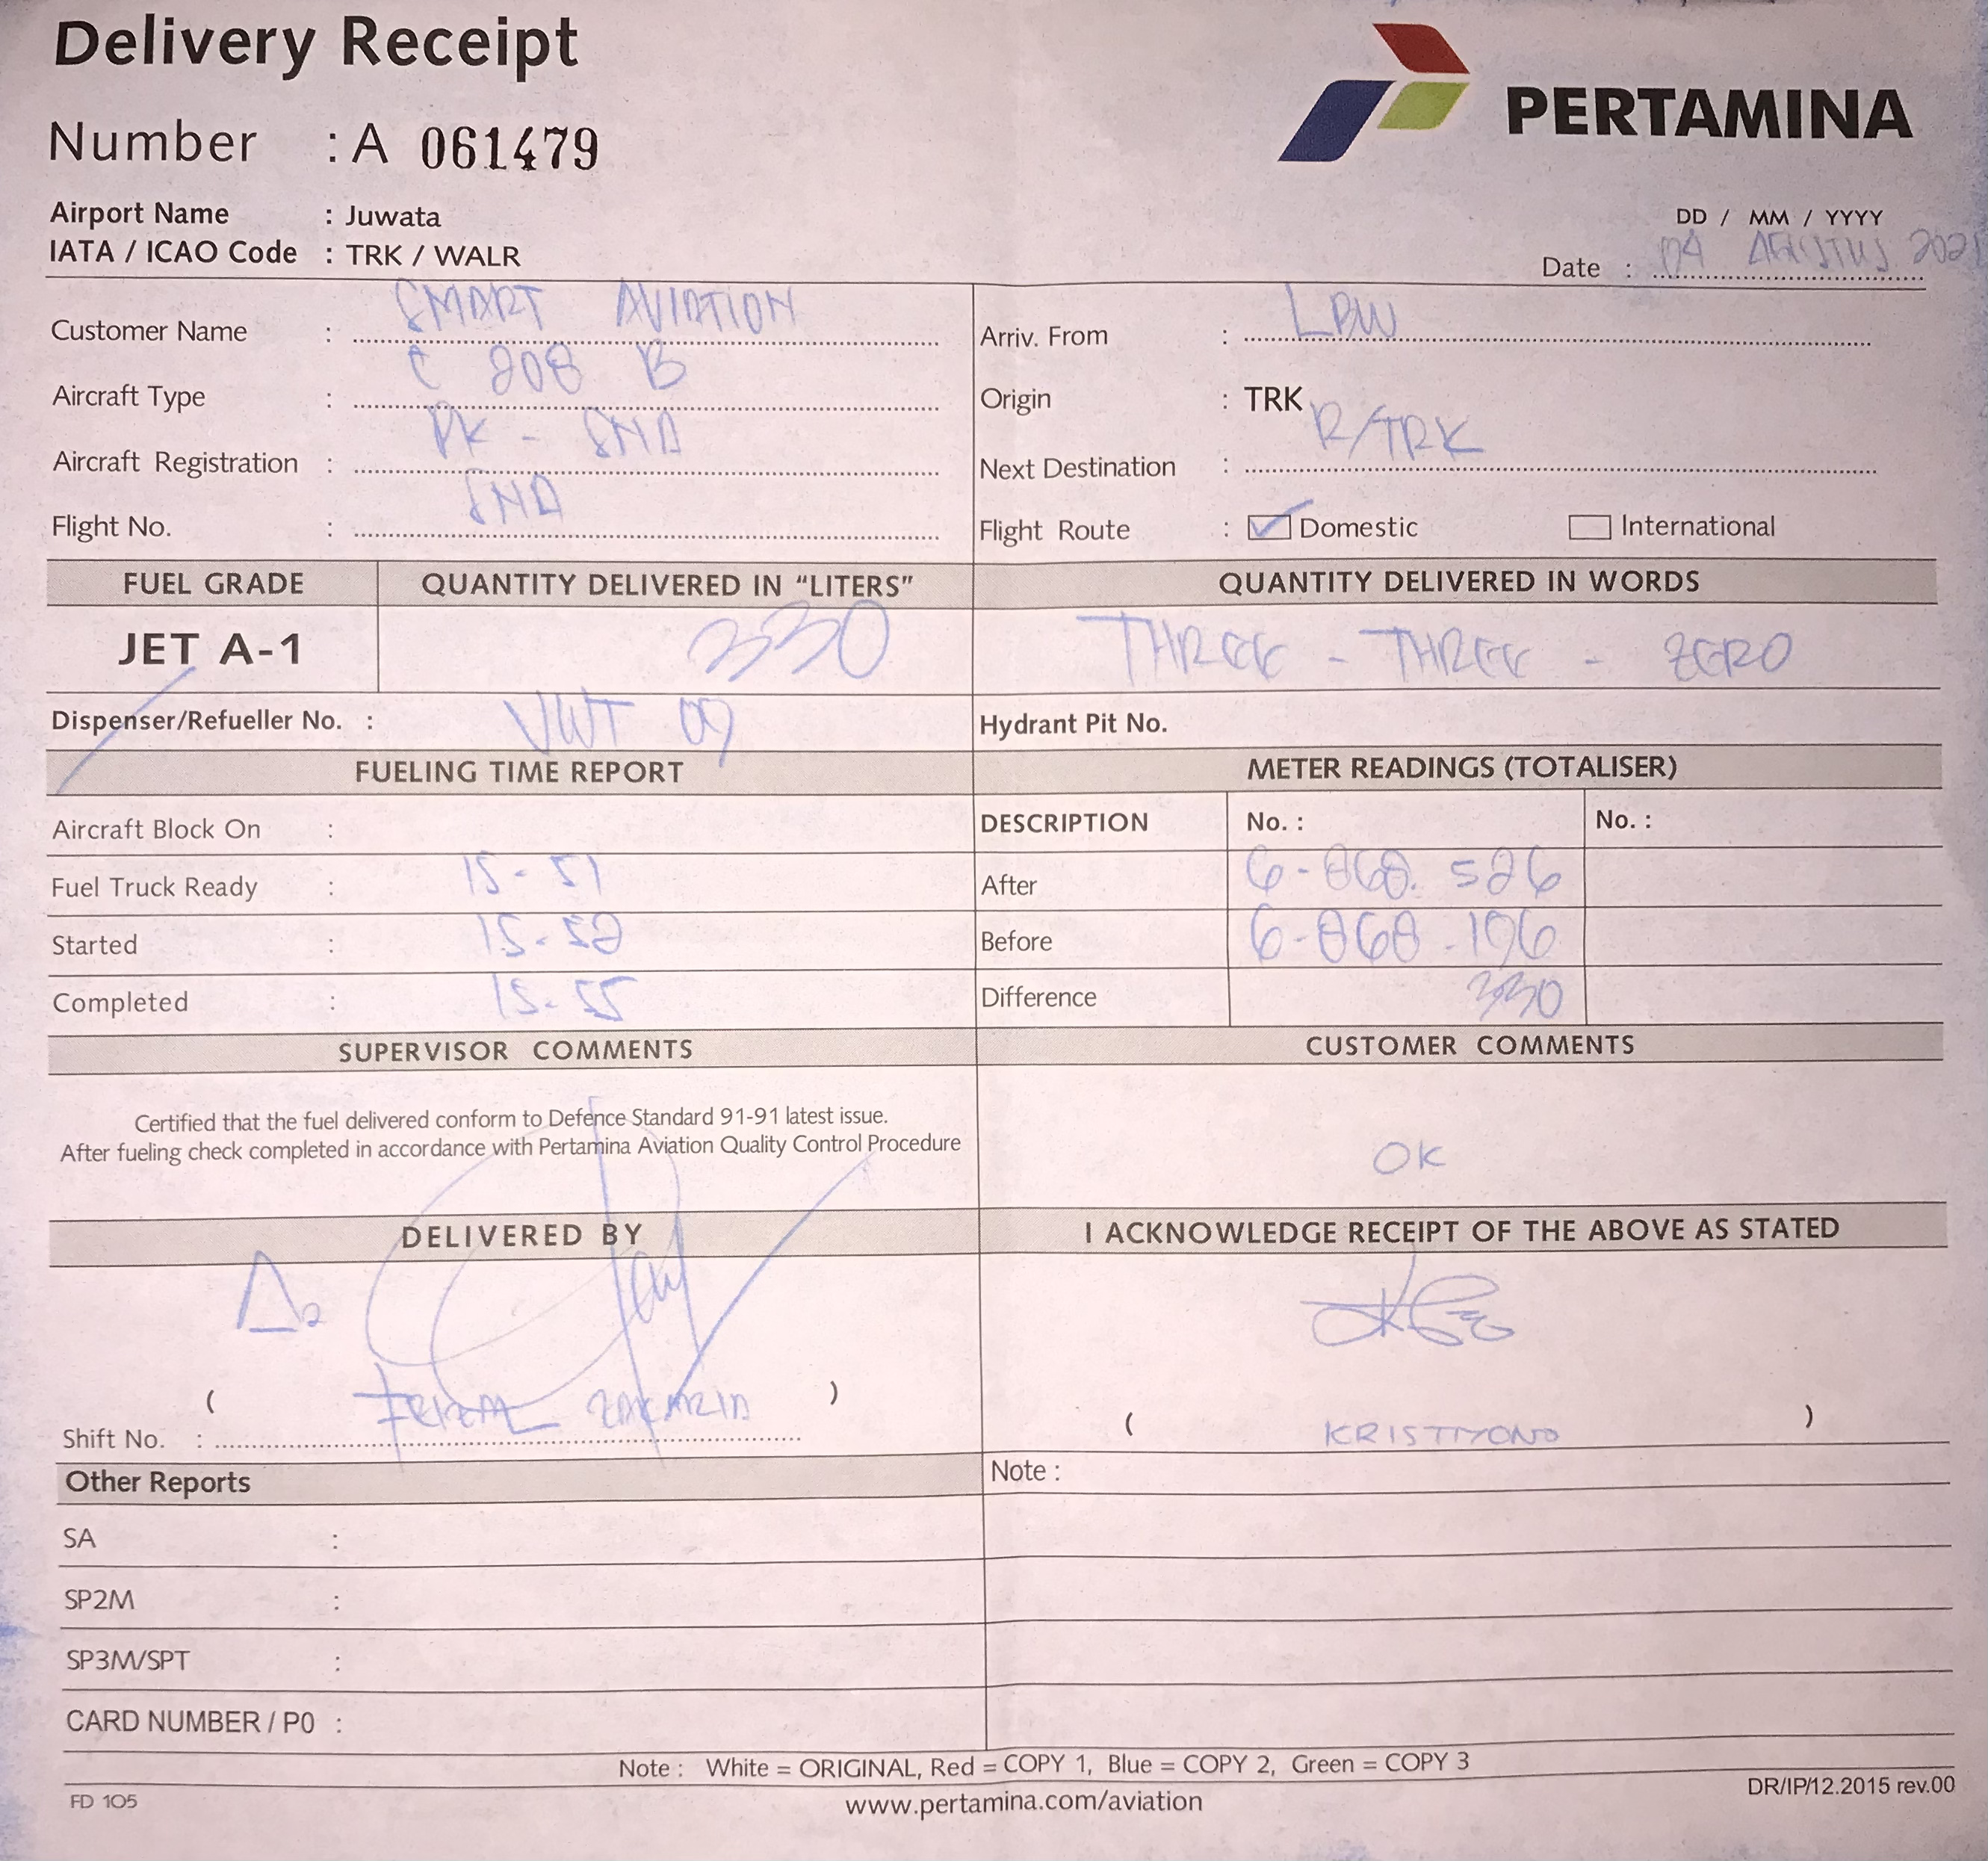 Delivery Receipt
PERTAMINA
Number : A 061479
Airport Name : Juwata
IATA / ICAO Code : TRK / WALR
DD / MM / YYYY
Date : 04 AGUSTUS 2021
Customer Name : SMART AVIATION
Arriv. From : LPU
Aircraft Type : C 208 B
Origin : TRK
Aircraft Registration : PK - SNA
Next Destination : R/TRK
Flight No. : SNA
Flight Route : Domestic International
FUEL GRADE QUANTITY DELIVERED IN “LITERS” QUANTITY DELIVERED IN WORDS
JET A-1 330 THREE - THREE - ZERO
Dispenser/Refueller No. : VWT 09 Hydrant Pit No.
FUELING TIME REPORT METER READINGS (TOTALISER)
Aircraft Block On : DESCRIPTION No. : No. :
Fuel Truck Ready : 15-51 After 6-868.526
Started : 15-52 Before 6-868-196
Completed : 15-55 Difference 330
SUPERVISOR COMMENTS CUSTOMER COMMENTS
Certified that the fuel delivered conform to Defence Standard 91-91 latest issue.
After fueling check completed in accordance with Pertamina Aviation Quality Control Procedure
OK
DELIVERED BY I ACKNOWLEDGE RECEIPT OF THE ABOVE AS STATED
( ZAKARIA )
( KRISTIYONO )
Shift No. :
Other Reports Note :
SA :
SP2M :
SP3M/SPT :
CARD NUMBER / P0 :
Note : White = ORIGINAL, Red = COPY 1, Blue = COPY 2, Green = COPY 3
FD 105 www.pertamina.com/aviation DR/IP/12.2015 rev.00